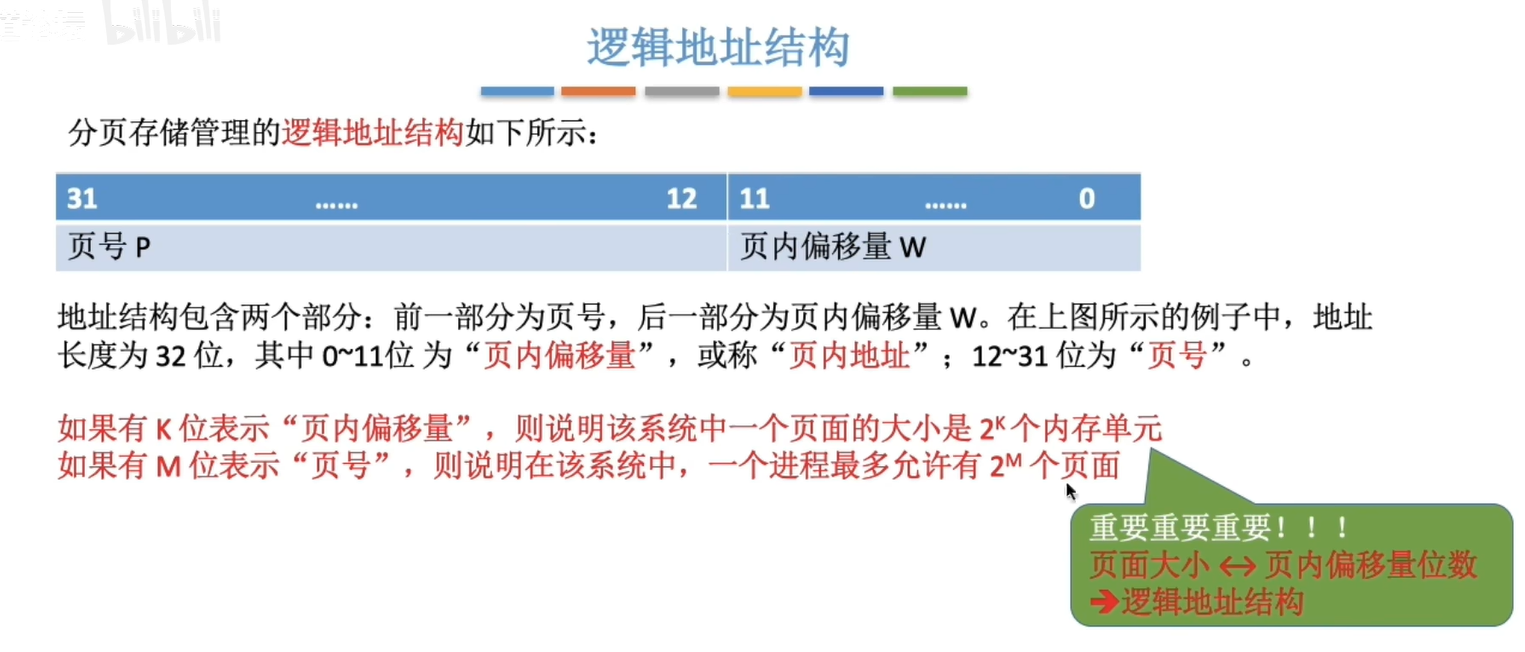 bilibili
逻辑地址结构
分页存储管理的逻辑地址结构如下所示：
31 …… 12 11 …… 0
页号 P 页内偏移量 W
地址结构包含两个部分：前一部分为页号，后一部分为页内偏移量 W。在上图所示的例子中，地址
长度为 32 位，其中 0~11位 为“页内偏移量”，或称“页内地址”；12~31 位为“页号”。
如果有 K 位表示“页内偏移量”，则说明该系统中一个页面的大小是 2ᴷ 个内存单元
如果有 M 位表示“页号”，则说明在该系统中，一个进程最多允许有 2ᴹ 个页面
重要重要重要！！！
页面大小 ↔ 页内偏移量位数
➔逻辑地址结构